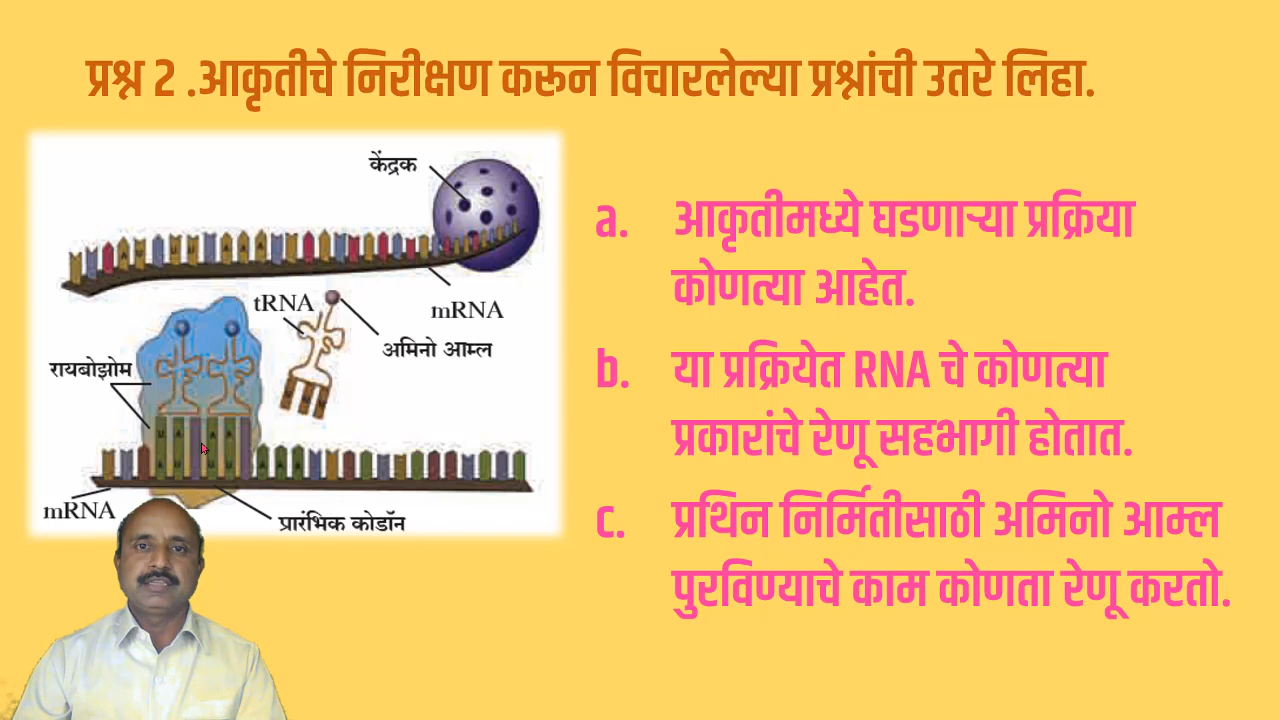 प्रश्न 2 .आकृतीचे निरीक्षण करून विचारलेल्या प्रश्नांची उतरे लिहा.
केंद्रक
mRNA
tRNA
अमिनो आम्ल
रायबोझोम
mRNA
प्रारंभिक कोडॉन
a. आकृतीमध्ये घडणाऱ्या प्रक्रिया
कोणत्या आहेत.
b. या प्रक्रियेत RNA चे कोणत्या
प्रकारांचे रेणू सहभागी होतात.
c. प्रथिन निर्मितीसाठी अमिनो आम्ल
पुरविण्याचे काम कोणता रेणू करतो.